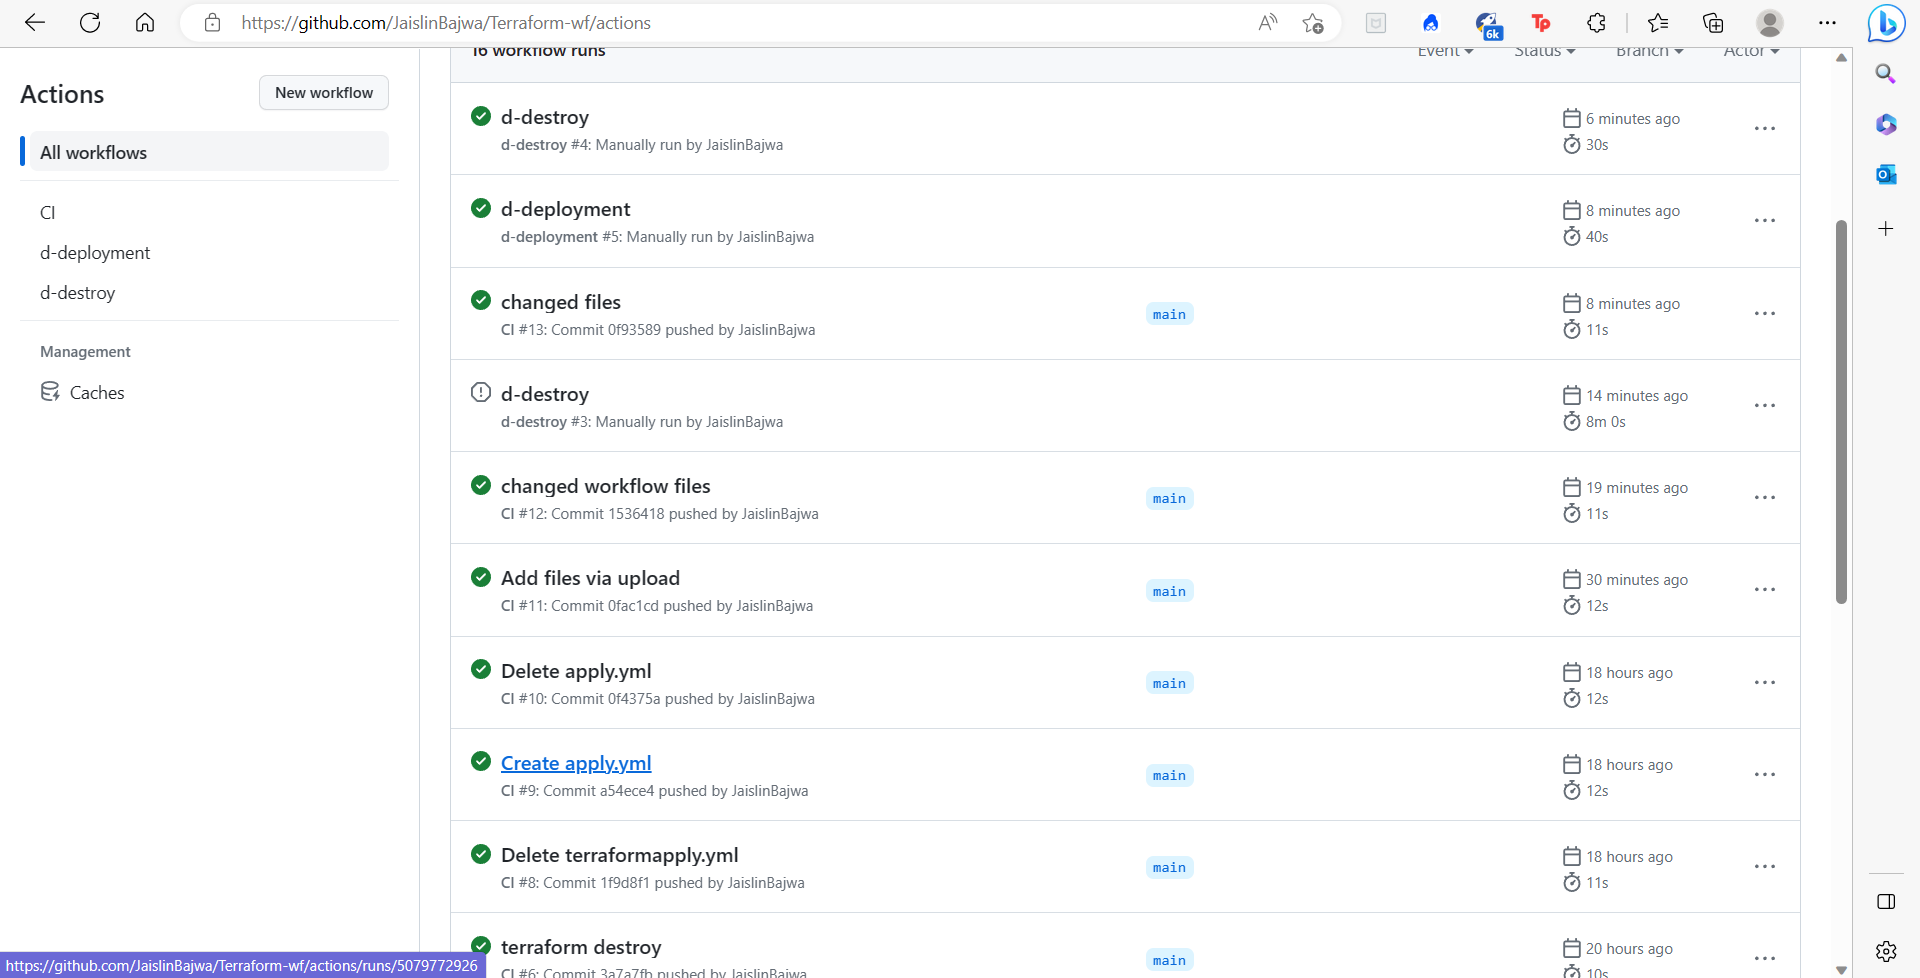 https://github.com/JaislinBajwa/Terraform-wf/actions
6k
Tp
Actions
New workflow
All workflows
CI
d-deployment
d-destroy
Management
Caches
16 workflow runs
Event
Status
Branch
Actor
d-destroy
d-destroy #4: Manually run by JaislinBajwa
6 minutes ago
30s
d-deployment
d-deployment #5: Manually run by JaislinBajwa
8 minutes ago
40s
changed files
CI #13: Commit 0f93589 pushed by JaislinBajwa
main
8 minutes ago
11s
d-destroy
d-destroy #3: Manually run by JaislinBajwa
14 minutes ago
8m 0s
changed workflow files
CI #12: Commit 1536418 pushed by JaislinBajwa
main
19 minutes ago
11s
Add files via upload
CI #11: Commit 0fac1cd pushed by JaislinBajwa
main
30 minutes ago
12s
Delete apply.yml
CI #10: Commit 0f4375a pushed by JaislinBajwa
main
18 hours ago
12s
Create apply.yml
CI #9: Commit a54ece4 pushed by JaislinBajwa
main
18 hours ago
12s
Delete terraformapply.yml
CI #8: Commit 1f9d8f1 pushed by JaislinBajwa
main
18 hours ago
11s
terraform destroy
CI #6: Commit 3a7a7fb pushed by JaislinBajwa
main
20 hours ago
10s
https://github.com/JaislinBajwa/Terraform-wf/actions/runs/5079772926